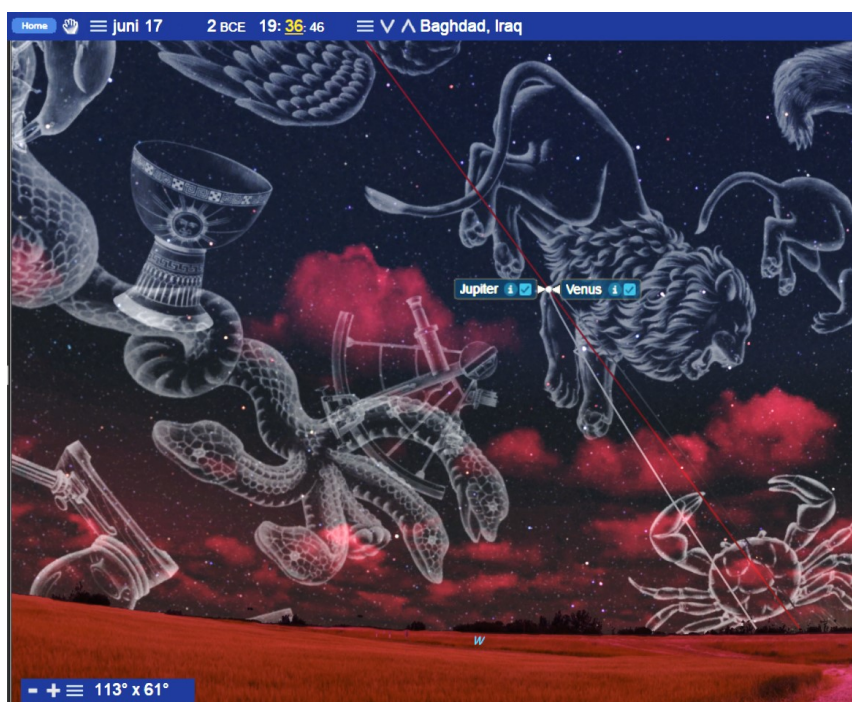 Home juni 17 2 BCE 19: 36: 46 Baghdad, Iraq
Jupiter i Venus i
W
- + 113° x 61°